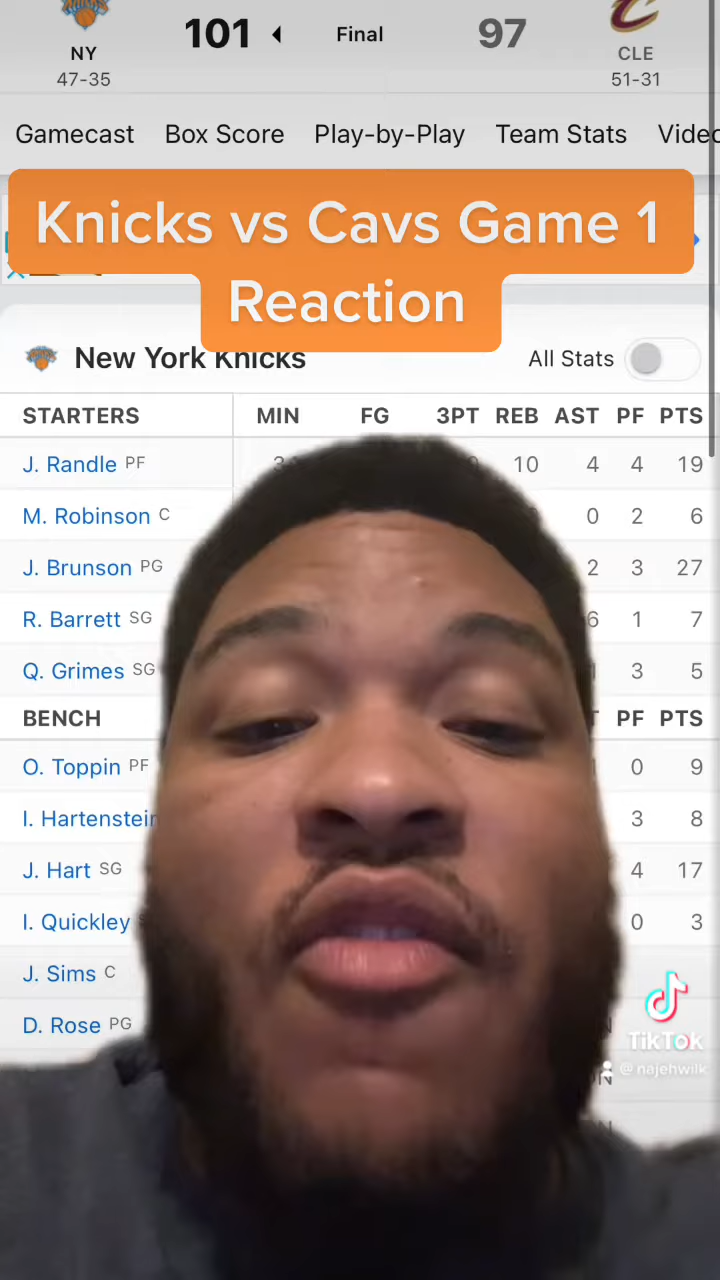 101 Final 97
NY CLE
47-35 51-31
Gamecast Box Score Play-by-Play Team Stats
Knicks vs Cavs Game 1
Reaction
New York Knicks All Stats
STARTERS MIN FG 3PT REB AST PF PTS
J. Randle PF 10 4 4 19
M. Robinson C 0 2 6
J. Brunson PG 2 3 27
R. Barrett SG 6 1 7
Q. Grimes SG 3 5
BENCH PF PTS
O. Toppin PF 0 9
I. Hartenstein 3 8
J. Hart SG 4 17
I. Quickley 0 3
J. Sims C
D. Rose PG
TikTok
@najehwilk